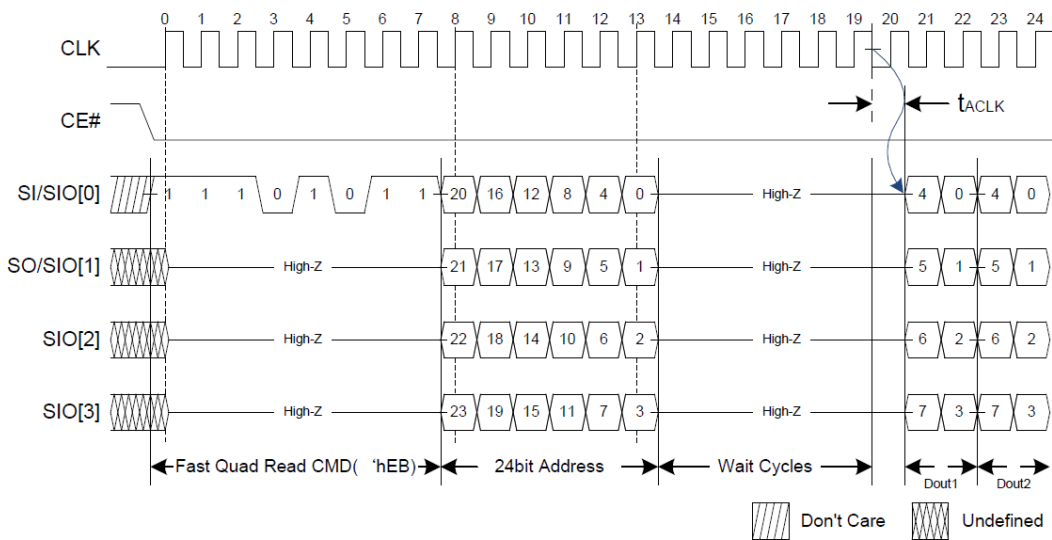 0 1 2 3 4 5 6 7 8 9 10 11 12 13 14 15 16 17 18 19 20 21 22 23 24
CLK
tACLK
CE#
SI/SIO[0] 1 1 1 0 1 0 1 1 20 16 12 8 4 0 High-Z 4 0 4 0
SO/SIO[1] High-Z 21 17 13 9 5 1 High-Z 5 1 5 1
SIO[2] High-Z 22 18 14 10 6 2 High-Z 6 2 6 2
SIO[3] High-Z 23 19 15 11 7 3 High-Z 7 3 7 3
Fast Quad Read CMD( ‘hEB) 24bit Address Wait Cycles Dout1 Dout2
Don't Care Undefined